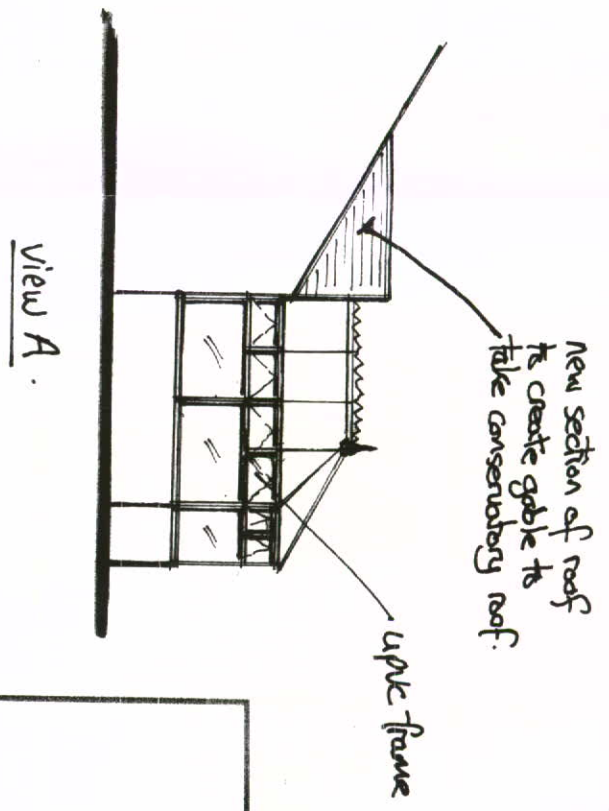 new section of roof
to create gable to
take conservatory roof.
upvc frame
View A.